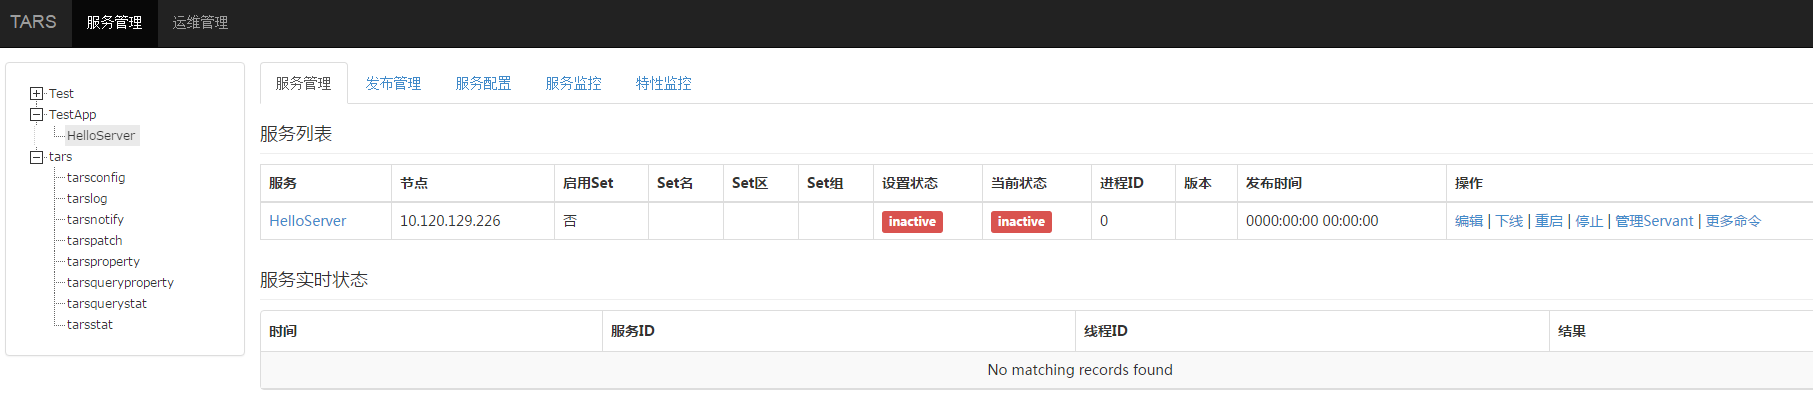 TARS 服务管理 运维管理
Test
TestApp
HelloServer
tars
tarsconfig
tarslog
tarsnotify
tarspatch
tarsproperty
tarsqueryproperty
tarsquerystat
tarsstat
服务管理 发布管理 服务配置 服务监控 特性监控
服务列表
服务 节点 启用Set Set名 Set区 Set组 设置状态 当前状态 进程ID 版本 发布时间 操作
HelloServer 10.120.129.226 否 inactive inactive 0 0000:00:00 00:00:00 编辑 | 下线 | 重启 | 停止 | 管理Servant | 更多命令
服务实时状态
时间 服务ID 线程ID 结果
No matching records found